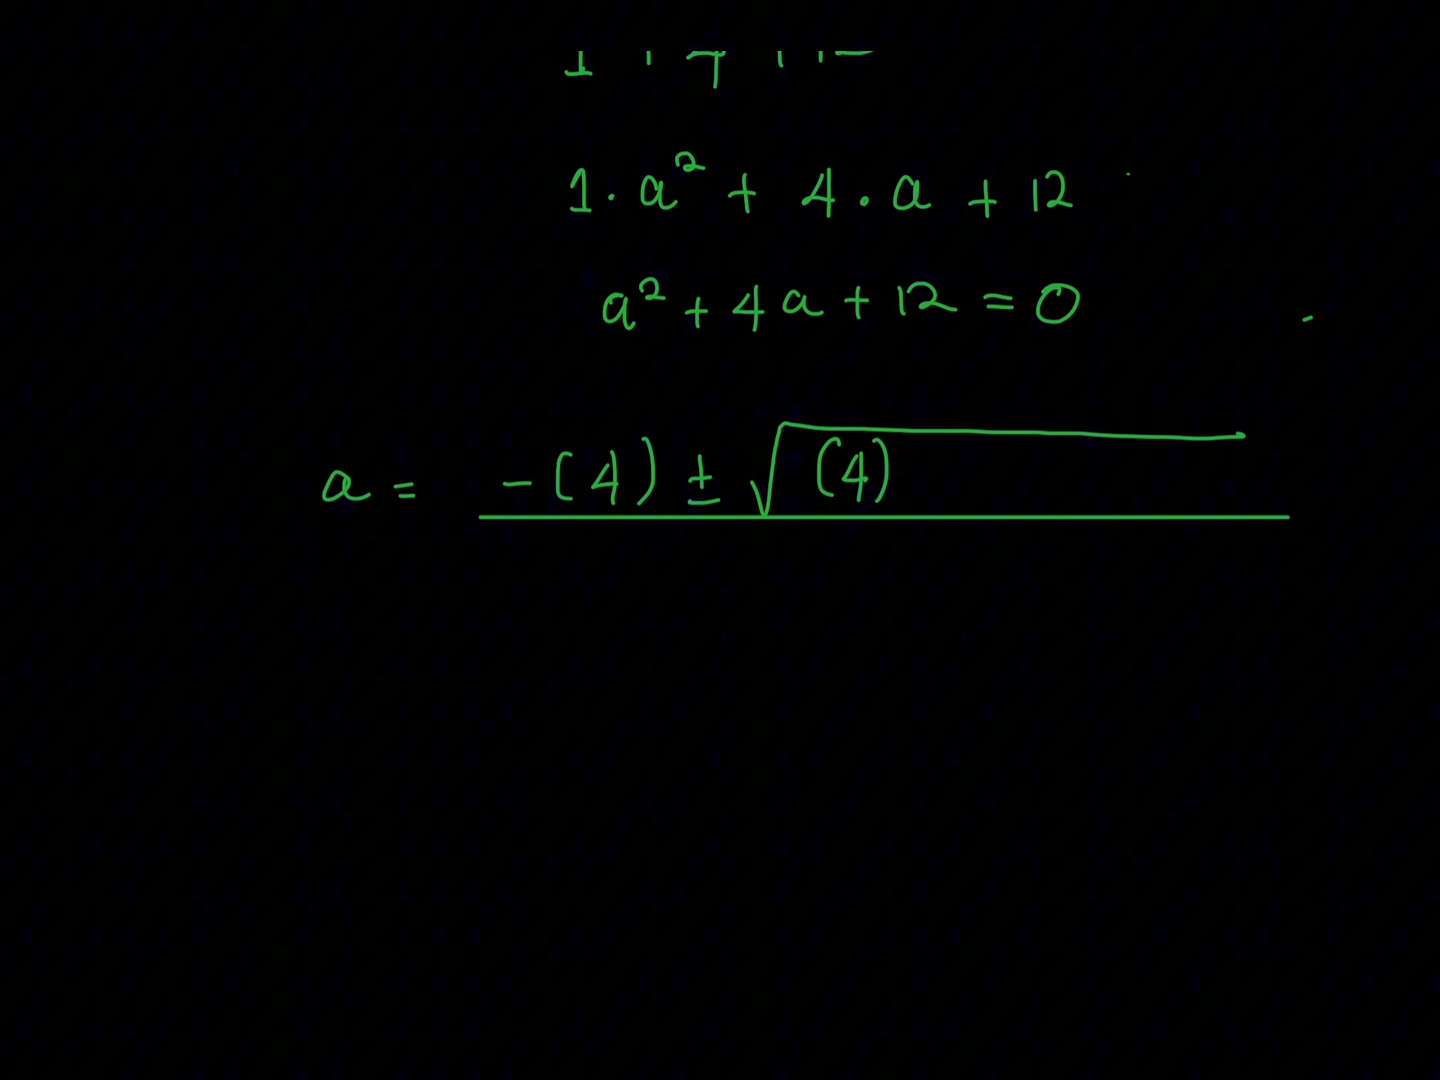 1 · a² + 4 · a + 12
a² + 4a + 12 = 0
a = -(4) ± √(4)